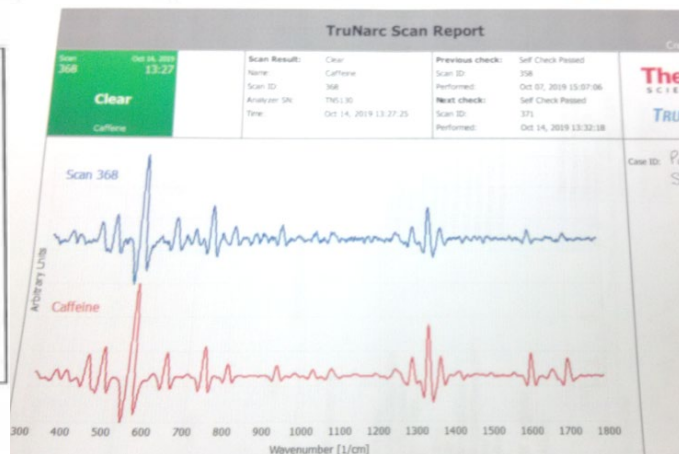 TruNarc Scan Report
Scan
368
Oct 14, 2019
13:27
Clear
Caffeine
Scan Result: Clear
Name Caffeine
Scan ID: 368
Analyzer SN:
Time Oct 14, 2019 13:27:25
Previous check: Self Check Passed
Scan ID: 358
Performed: Oct 07, 2019 15:07:06
Next check: Self Check Passed
Scan ID: 371
Performed: Oct 14, 2019 13:32:18
The
SCIE
TRU
Case ID:
Scan 368
Caffeine
Arbitrary Units
300 400 500 600 700 800 900 1000 1100 1200 1300 1400 1500 1600 1700 1800
Wavenumber [1/cm]